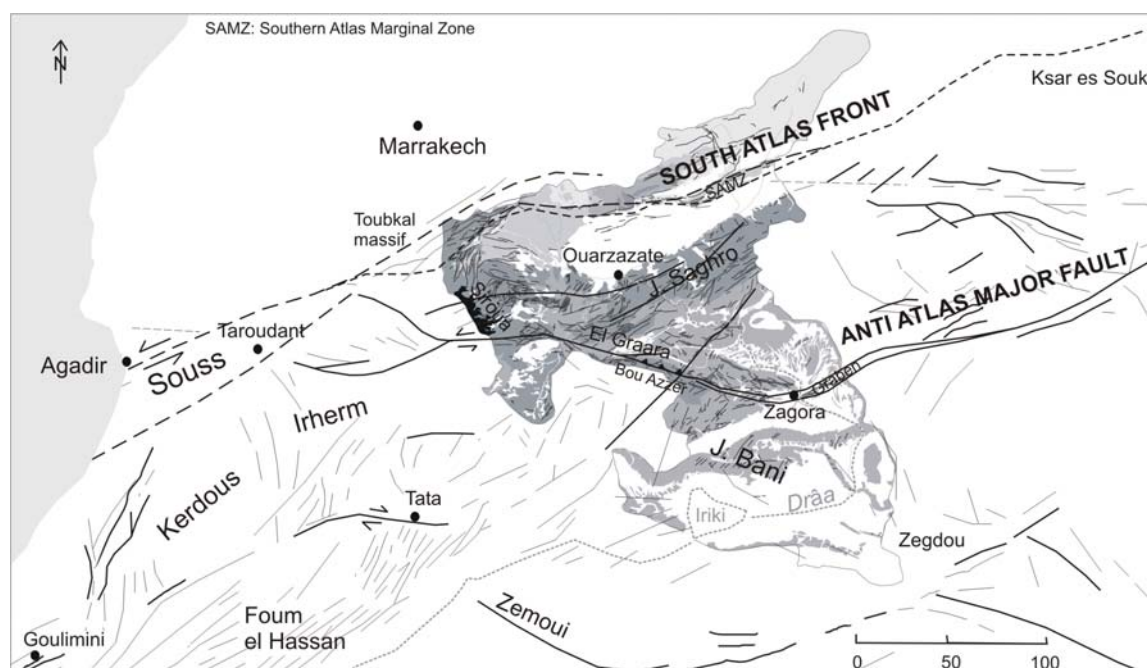 SAMZ: Southern Atlas Marginal Zone
N
Ksar es Souk
Marrakech
SOUTH ATLAS FRONT
SAMZ
Toubkal
massif
Ouarzazate
J. Saghro
Siroua
ANTI ATLAS MAJOR FAULT
Taroudant
El Graara
Agadir
Souss
Bou Azzer
Graben
Zagora
Irherm
J. Bani
Kerdous
Tata
Drâa
Iriki
Zegdou
Foum
el Hassan
Zemoui
Goulimini
0 50 100